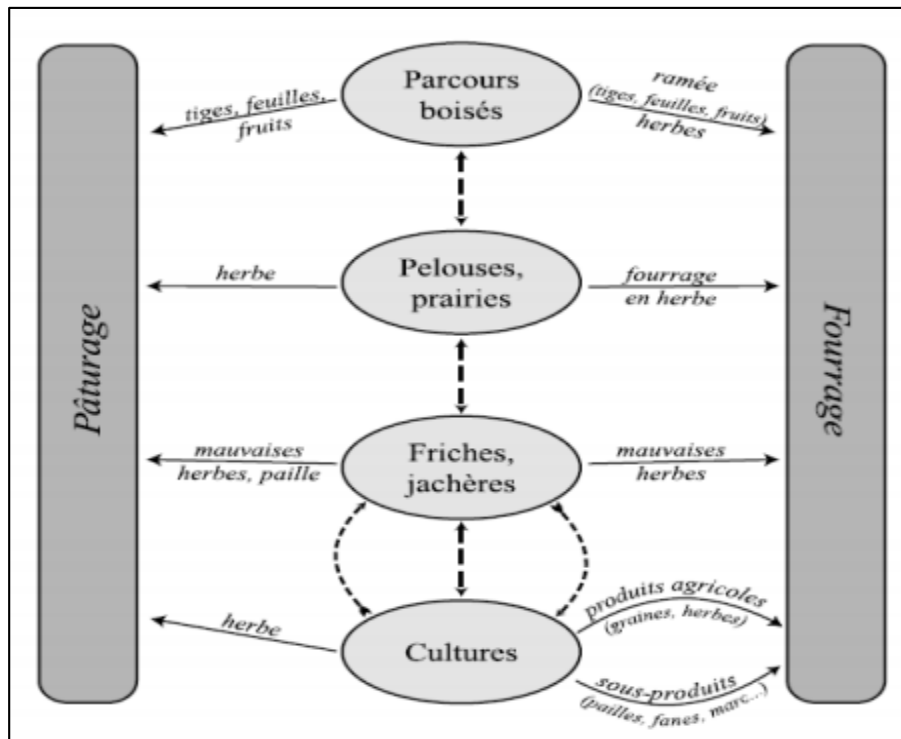 Parcours
boisés
tiges, feuilles,
fruits
ramée
(tiges, feuilles, fruits)
herbes
Pâturage
Fourrage
Pelouses,
prairies
herbe
fourrage
en herbe
Friches,
jachères
mauvaises
herbes, paille
mauvaises
herbes
Cultures
herbe
produits agricoles
(graines, herbes)
sous-produits
(pailles, fanes, marc...)